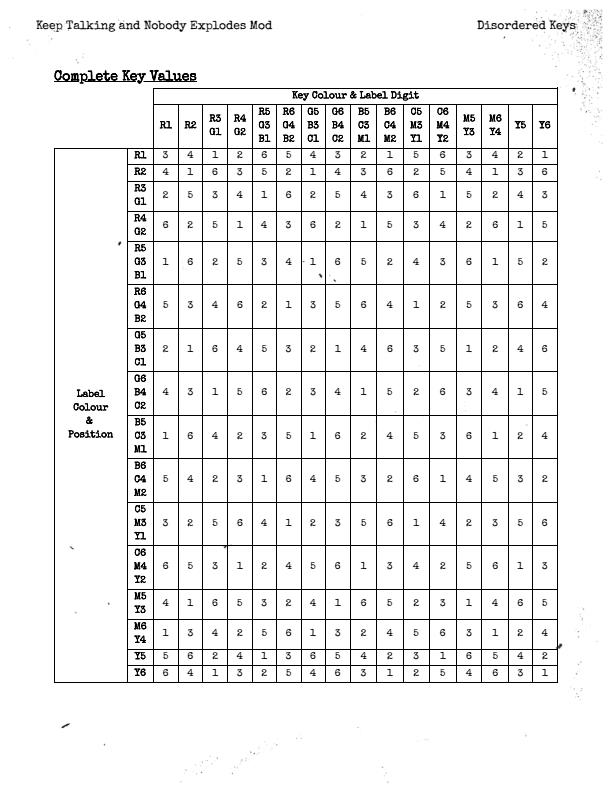 Keep Talking and Nobody Explodes Mod Disordered Keys
Complete Key Values
Key Colour & Label Digit
R1 R2 R3 G1 R4 G2 R5 G3 B1 R6 G4 B2 G5 B3 C1 G6 B4 C2 B5 C3 M1 B6 C4 M2 C5 M3 Y1 C6 M4 Y2 M5 Y3 M6 Y4 Y5 Y6
Label Colour & Position
R1 3 4 1 2 6 5 4 3 2 1 5 6 3 4 2 1
R2 4 1 6 3 5 2 1 4 3 6 2 5 4 1 3 6
R3 G1 2 5 3 4 1 6 2 5 4 3 6 1 5 2 4 3
R4 G2 6 2 5 1 4 3 6 2 1 5 3 4 2 6 1 5
R5 G3 B1 1 6 2 5 3 4 1 6 5 2 4 3 6 1 5 2
R6 G4 B2 5 3 4 6 2 1 3 5 6 4 1 2 5 3 6 4
G5 B3 C1 2 1 6 4 5 3 2 1 4 6 3 5 1 2 4 6
G6 B4 C2 4 3 1 5 6 2 3 4 1 5 2 6 3 4 1 5
B5 C3 M1 1 6 4 2 3 5 1 6 2 4 5 3 6 1 2 4
B6 C4 M2 5 4 2 3 1 6 4 5 3 2 6 1 4 5 3 2
C5 M3 Y1 3 2 5 6 4 1 2 3 5 6 1 4 2 3 5 6
C6 M4 Y2 6 5 3 1 2 4 5 6 1 3 4 2 5 6 1 3
M5 Y3 4 1 6 5 3 2 4 1 6 5 2 3 1 4 6 5
M6 Y4 1 3 4 2 5 6 1 3 2 4 5 6 3 1 2 4
Y5 5 6 2 4 1 3 6 5 4 2 3 1 6 5 4 2
Y6 6 4 1 3 2 5 4 6 3 1 2 5 4 6 3 1